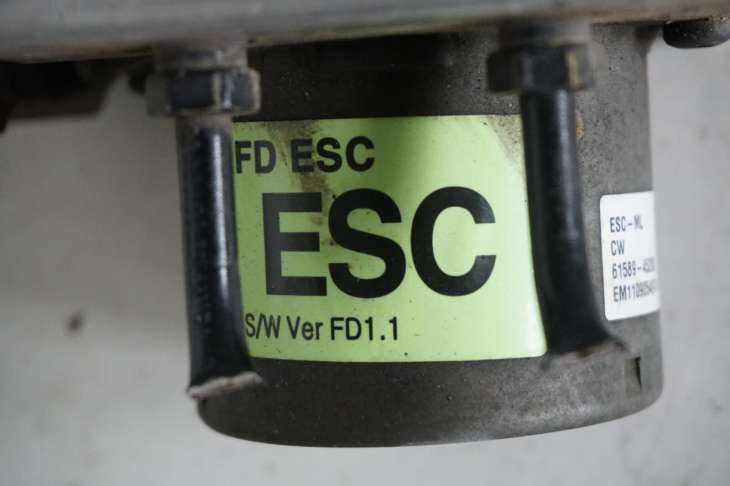 FD ESC
ESC
S/W Ver FD1.1
ESC-ML
CW